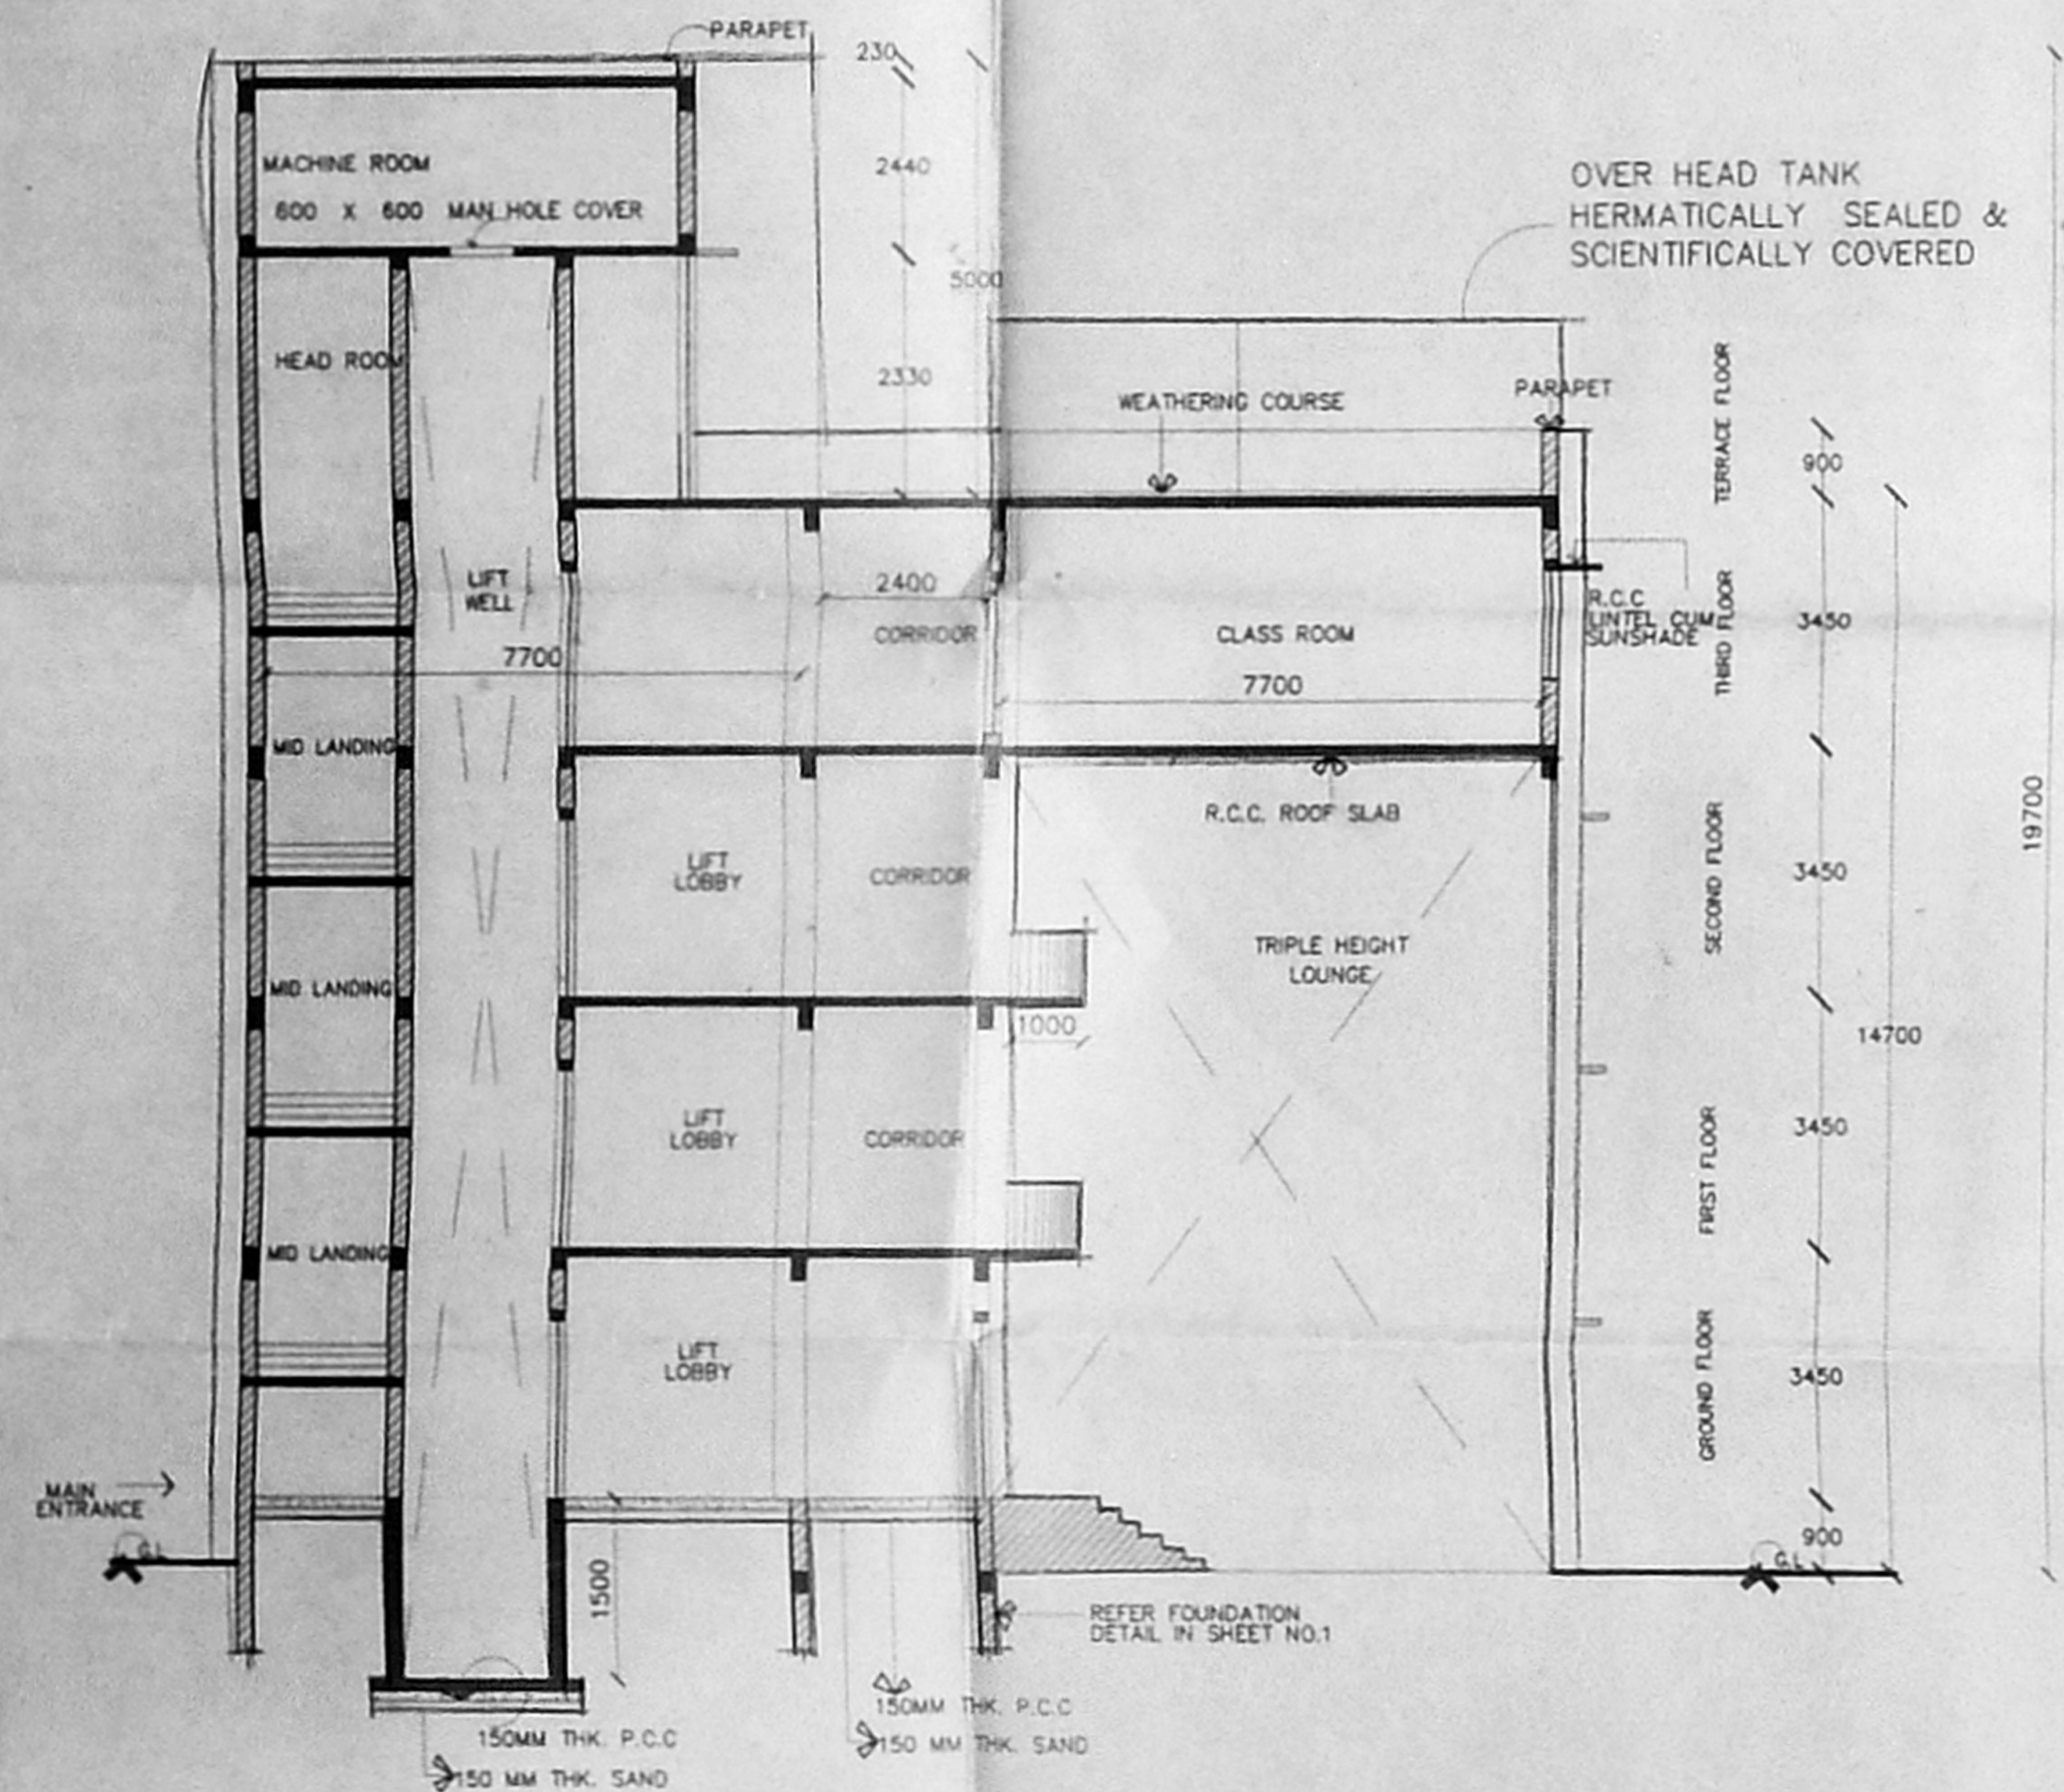 PARAPET
230
MACHINE ROOM
600 X 600 MAN HOLE COVER
2440
OVER HEAD TANK
HERMATICALLY SEALED &
SCIENTIFICALLY COVERED
5000
HEAD ROOM
2330
WEATHERING COURSE
PARAPET
TERRACE FLOOR
900
LIFT
WELL
2400
CORRIDOR
CLASS ROOM
R.C.C
LINTEL CUM
SUNSHADE
THIRD FLOOR
3450
7700
7700
MID LANDING
R.C.C. ROOF SLAB
19700
LIFT
LOBBY
CORRIDOR
SECOND FLOOR
3450
TRIPLE HEIGHT
LOUNGE
MID LANDING
1000
14700
LIFT
LOBBY
CORRIDOR
FIRST FLOOR
3450
MID LANDING
LIFT
LOBBY
GROUND FLOOR
3450
MAIN
ENTRANCE
G.L
900
G.L
1500
REFER FOUNDATION
DETAIL IN SHEET NO.1
150MM THK. P.C.C
150 MM THK. SAND
150MM THK. P.C.C
150 MM THK. SAND